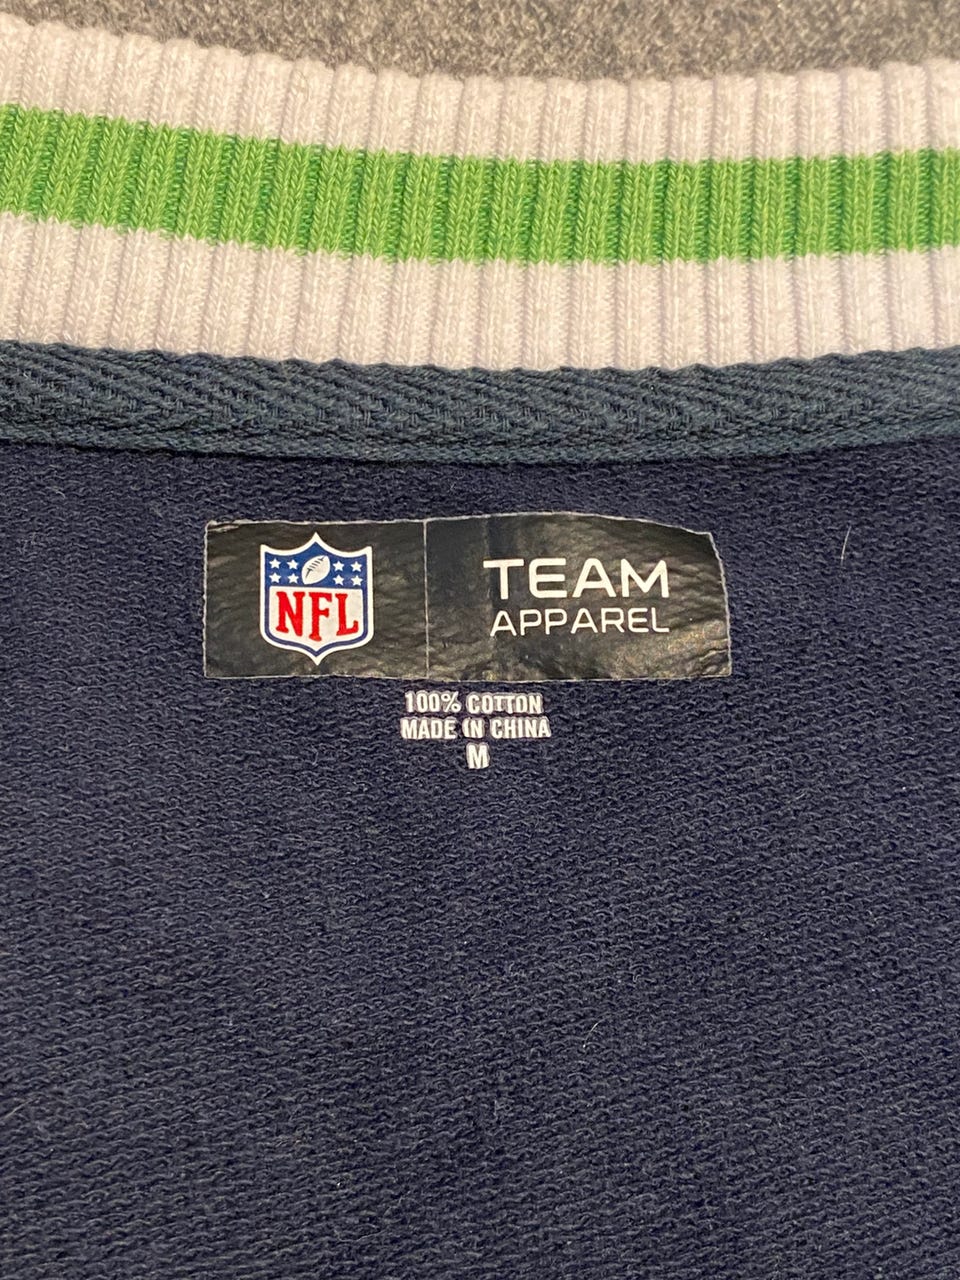 NFL
TEAM
APPAREL
100% COTTON
MADE IN CHINA
M